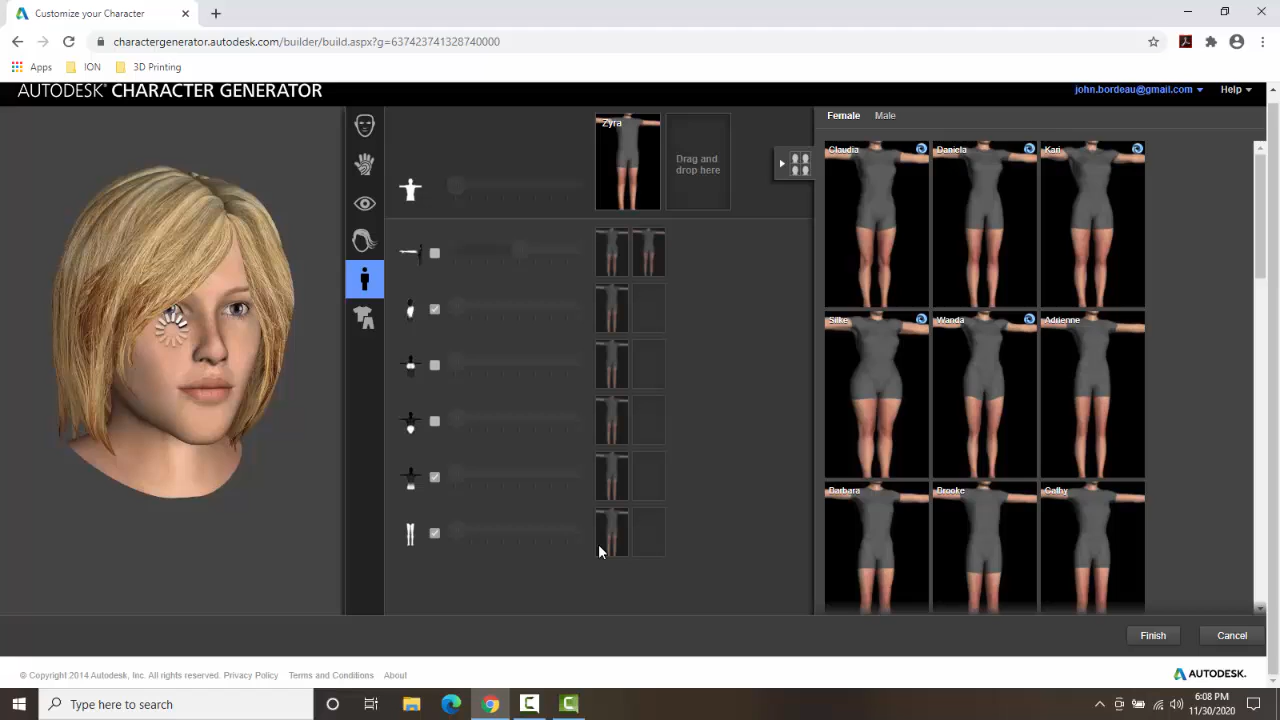 Customize your Character
charactergenerator.autodesk.com/builder/build.aspx?g=637423741328740000
Apps
ION
3D Printing
AUTODESK® CHARACTER GENERATOR
john.bordeau@gmail.com
Help
Zyra
Drag and
drop here
Female
Male
Claudia
Daniela
Kari
Silke
Wanda
Adrienne
Barbara
Brooke
Cathy
Finish
Cancel
© Copyright 2014 Autodesk, Inc. All rights reserved. Privacy Policy
Terms and Conditions
About
AUTODESK.
Type here to search
6:08 PM
11/30/2020